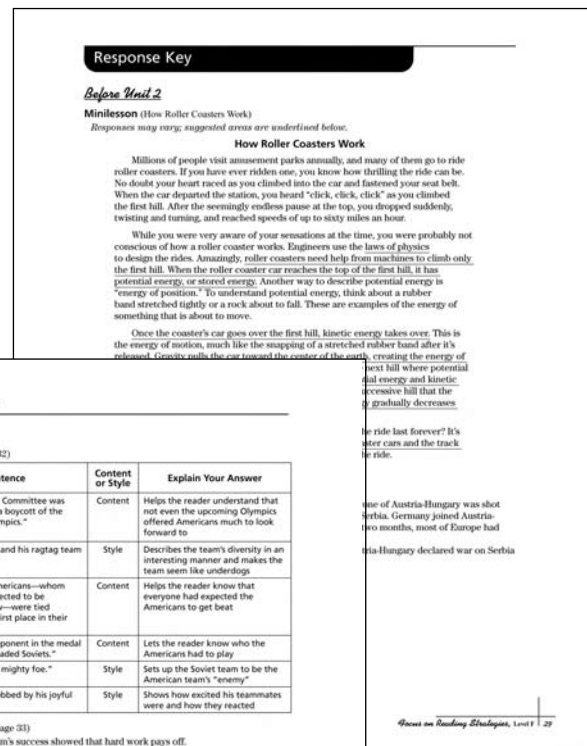 Response Key
Before Unit 2
Minilesson (How Roller Coasters Work)
Responses may vary; suggested areas are underlined below.
How Roller Coasters Work
Millions of people visit amusement parks annually, and many of them go to ride
roller coasters. If you have ever ridden one, you know how thrilling the ride can be.
No doubt your heart raced as you climbed into the car and fastened your seat belt.
When the car departed the station, you heard "click, click, click" as you climbed
the first hill. After the seemingly endless pause at the top, you dropped suddenly,
twisting and turning, and reached speeds of up to sixty miles an hour.
While you were very aware of your sensations at the time, you were probably not
conscious of how a roller coaster works. Engineers use the laws of physics
to design the rides. Amazingly, roller coasters need help from machines to climb only
the first hill. When the roller coaster car reaches the top of the first hill, it has
potential energy, or stored energy. Another way to describe potential energy is
"energy of position." To understand potential energy, think about a rubber
band stretched tightly or a rock about to fall. These are examples of the energy of
something that is about to move.
Once the coaster's car goes over the first hill, kinetic energy takes over. This is
the energy of motion, much like the snapping of a stretched rubber band after it's
released. Gravity pulls the car toward the center of the earth, creating the energy of
next hill where potential
ial energy and kinetic
ccessive hill that the
y gradually decreases
e ride last forever? It's
ster cars and the track
e ride.
one of Austria-Hungary was shot
Serbia. Germany joined Austria-
two months, most of Europe had
tria-Hungary declared war on Serbia
Focus on Reading Strategies, Level F 29
32)
tence Content or Style Explain Your Answer
Committee was Content Helps the reader understand that
a boycott of the not even the upcoming Olympics
mpics." offered Americans much to look
forward to
and his ragtag team Style Describes the team's diversity in an
interesting manner and makes the
team seem like underdogs
mericans—whom Content Helps the reader know that
ected to be everyone had expected the
y—were tied Americans to get beat
irst place in their
ponent in the medal Content Lets the reader know who the
aded Soviets." Americans had to play
mighty foe." Style Sets up the Soviet team to be the
American team's "enemy"
bbed by his joyful Style Shows how excited his teammates
were and how they reacted
age 33)
m's success showed that hard work pays off.